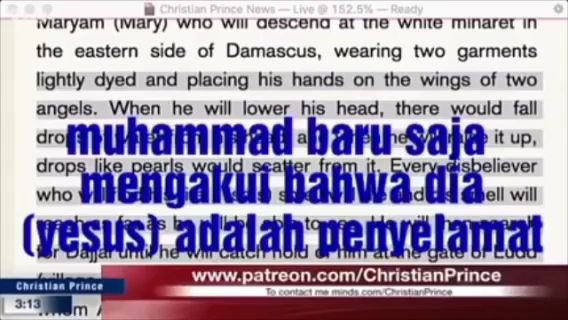 Christian Prince News — Live @ 152.5% — Ready
Maryam (Mary) who will descend at the white minaret in
the eastern side of Damascus, wearing two garments
lightly dyed and placing his hands on the wings of two
angels. When he will lower his head, there would fall
muhammad baru saja
it up,
drops like pearls would scatter from it. Every disbeliever
mengakui bahwa dia
who
will
(yesus) adalah penyelamat
for Dajjal until he will catch hold of him at the gate of Ludd
www.patreon.com/ChristianPrince
Christian Prince
To contact me minds.com/ChristianPrince
3:13